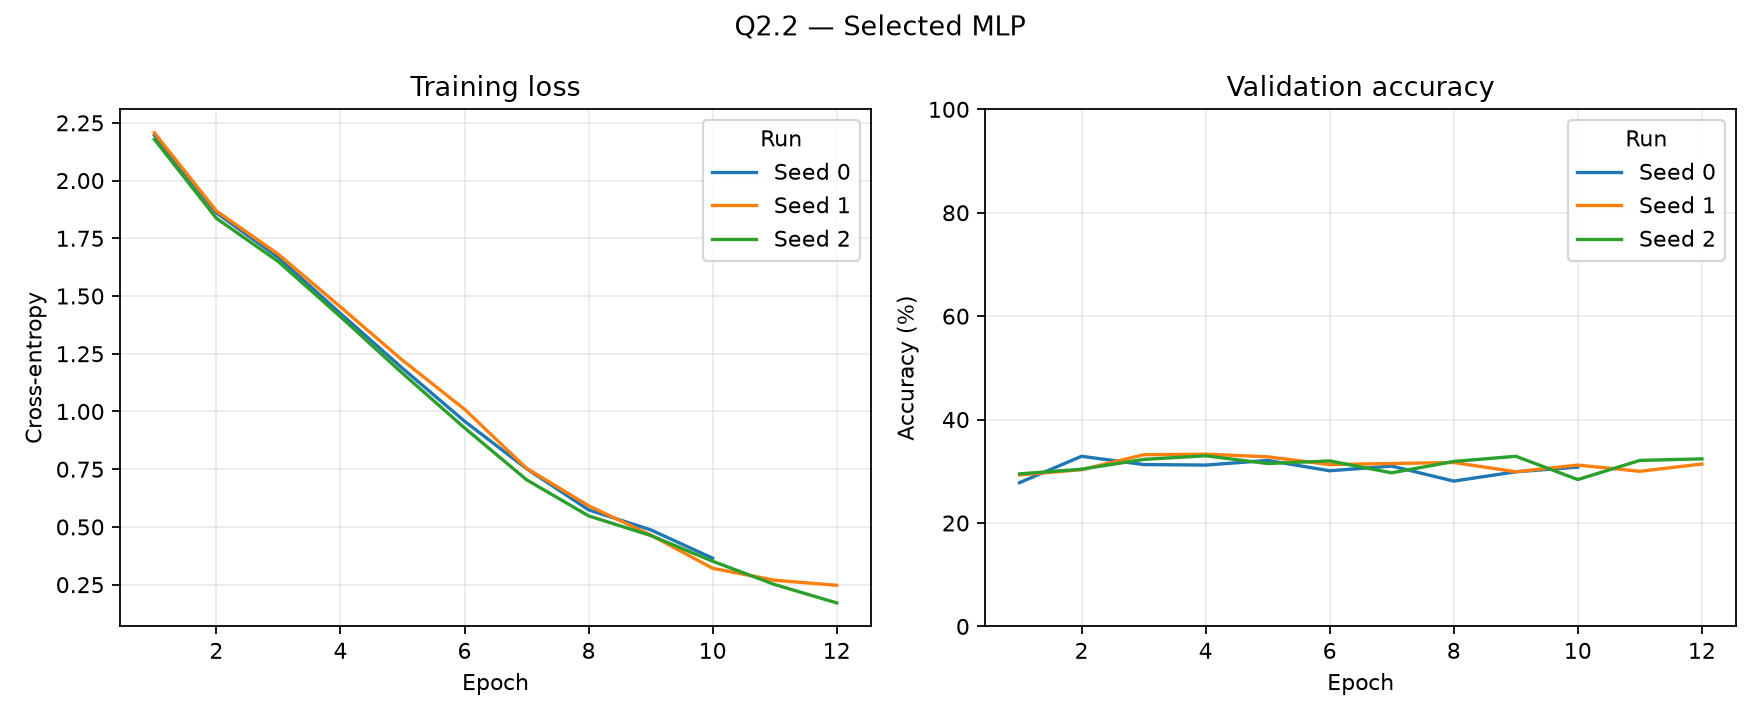 Q2.2 — Selected MLP
Training loss
2.25
2.00
1.75
1.50
1.25
1.00
0.75
0.50
0.25
Cross-entropy
2
4
6
8
10
12
Epoch
Run
Seed 0
Seed 1
Seed 2
Validation accuracy
100
80
60
40
20
0
Accuracy (%)
2
4
6
8
10
12
Epoch
Run
Seed 0
Seed 1
Seed 2